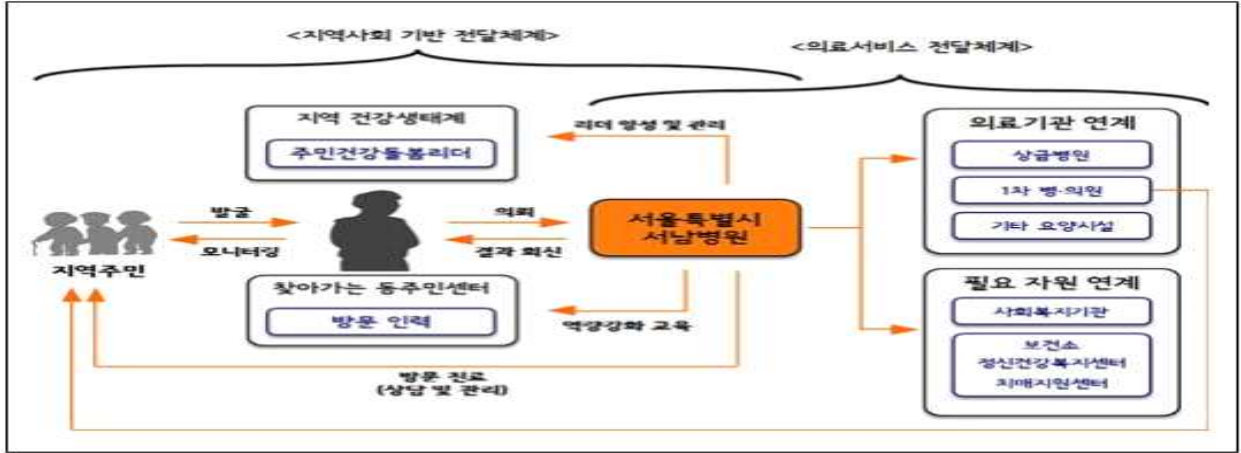 <지역사회 기반 전달체계>
<의료서비스 전달체계>
지역 건강생태계
주민건강돌봄리더
리더 양성 및 관리
의료기관 연계
상급병원
1차 병·의원
기타 요양시설
발굴
모니터링
지역주민
의뢰
결과 회신
서울특별시
서남병원
찾아가는 동주민센터
방문 인력
역량강화 교육
필요 자원 연계
사회복지기관
보건소
정신건강복지센터
치매지원센터
방문 진료
(상담 및 관리)